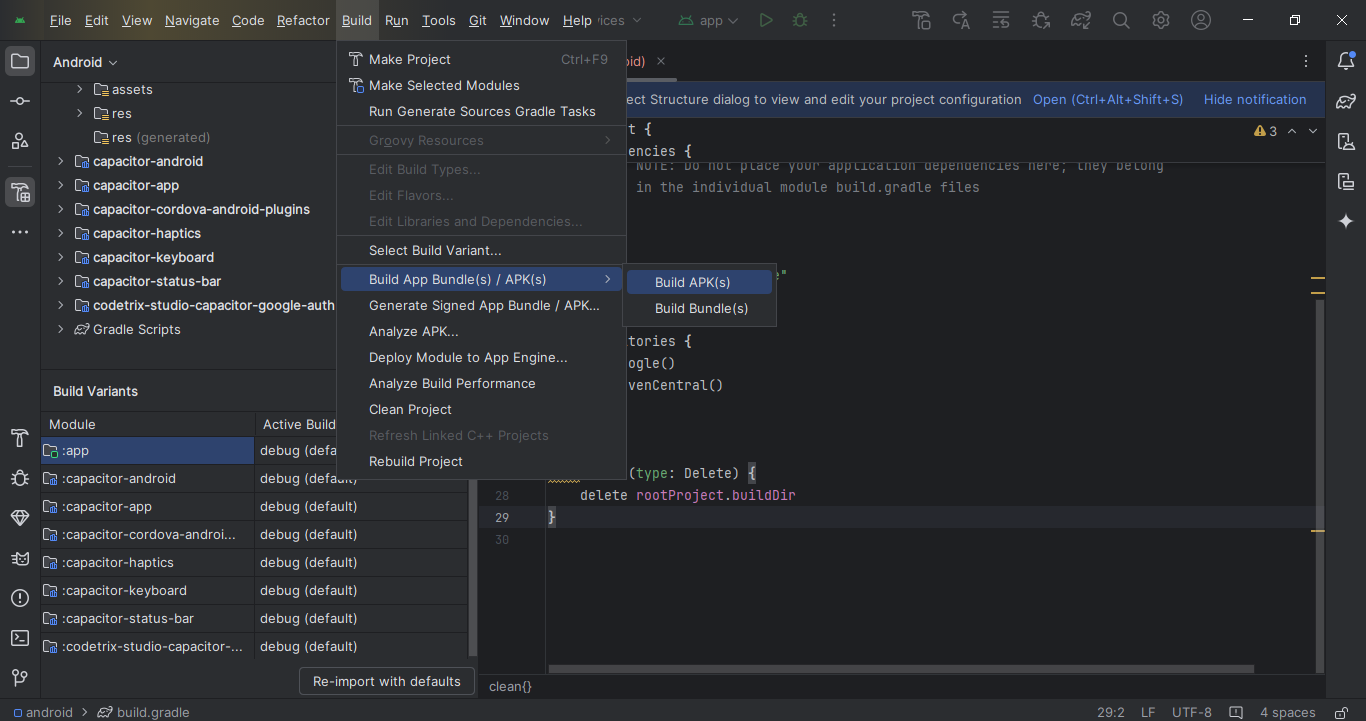 File Edit View Navigate Code Refactor Build Run Tools Git Window Help rices app
Android
assets
res
res (generated)
capacitor-android
capacitor-app
capacitor-cordova-android-plugins
capacitor-haptics
capacitor-keyboard
capacitor-status-bar
codetrix-studio-capacitor-google-auth
Gradle Scripts
Build Variants
Module Active Build
:app debug (defa
:capacitor-android debug (default)
:capacitor-app debug (default)
:capacitor-cordova-androi... debug (default)
:capacitor-haptics debug (default)
:capacitor-keyboard debug (default)
:capacitor-status-bar debug (default)
:codetrix-studio-capacitor-... debug (default)
Re-import with defaults
Make Project Ctrl+F9
Make Selected Modules
Run Generate Sources Gradle Tasks
Groovy Resources
Edit Build Types...
Edit Flavors...
Edit Libraries and Dependencies...
Select Build Variant...
Build App Bundle(s) / APK(s)
Generate Signed App Bundle / APK...
Analyze APK...
Deploy Module to App Engine...
Analyze Build Performance
Clean Project
Refresh Linked C++ Projects
Rebuild Project
Build APK(s)
Build Bundle(s)
oid)
ect Structure dialog to view and edit your project configuration Open (Ctrl+Alt+Shift+S) Hide notification
t { 3
encies {
NOTE: Do not place your application dependencies here; they belong
in the individual module build.gradle files
e"
tories {
ogle()
venCentral()
(type: Delete) {
28 delete rootProject.buildDir
29 }
30
clean{}
android build.gradle 29:2 LF UTF-8 4 spaces